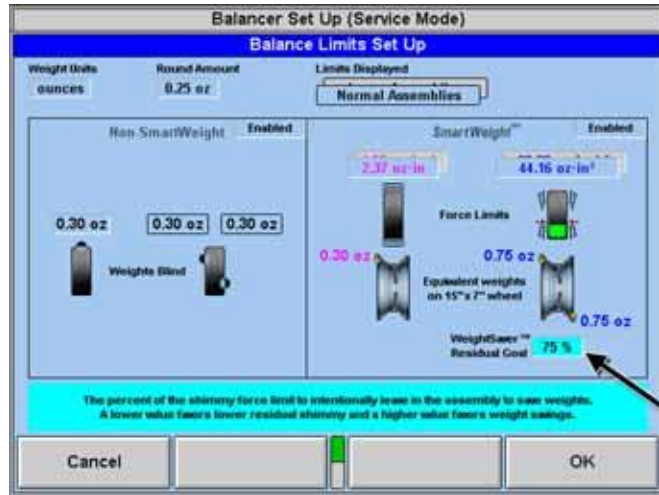 Balancer Set Up (Service Mode)
Balance Limits Set Up
Weight Units
ounces
Round Amount
0.25 oz
Limits Displayed
Normal Assemblies
Non SmartWeight
Enabled
0.30 oz
0.30 oz
0.30 oz
Weights Blind
SmartWeight™
Enabled
2.37 oz-in
44.16 oz-in²
Force Limits
0.30 oz
0.75 oz
Equivalent weights
on 15"x 7" wheel
0.75 oz
WeightSaver™
Residual Goal
75 %
The percent of the shimmy force limit to intentionally leave in the assembly to save weights.
A lower value favors lower residual shimmy and a higher value favors weight savings.
Cancel
OK